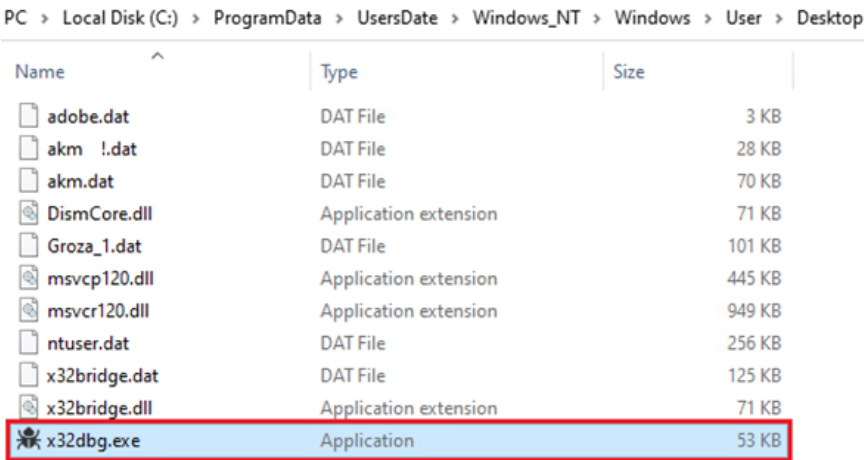 PC > Local Disk (C:) > ProgramData > UsersDate > Windows_NT > Windows > User > Desktop
Name Type Size
adobe.dat DAT File 3 KB
akm !.dat DAT File 28 KB
akm.dat DAT File 70 KB
DismCore.dll Application extension 71 KB
Groza_1.dat DAT File 101 KB
msvcp120.dll Application extension 445 KB
msvcr120.dll Application extension 949 KB
ntuser.dat DAT File 256 KB
x32bridge.dat DAT File 125 KB
x32bridge.dll Application extension 71 KB
x32dbg.exe Application 53 KB